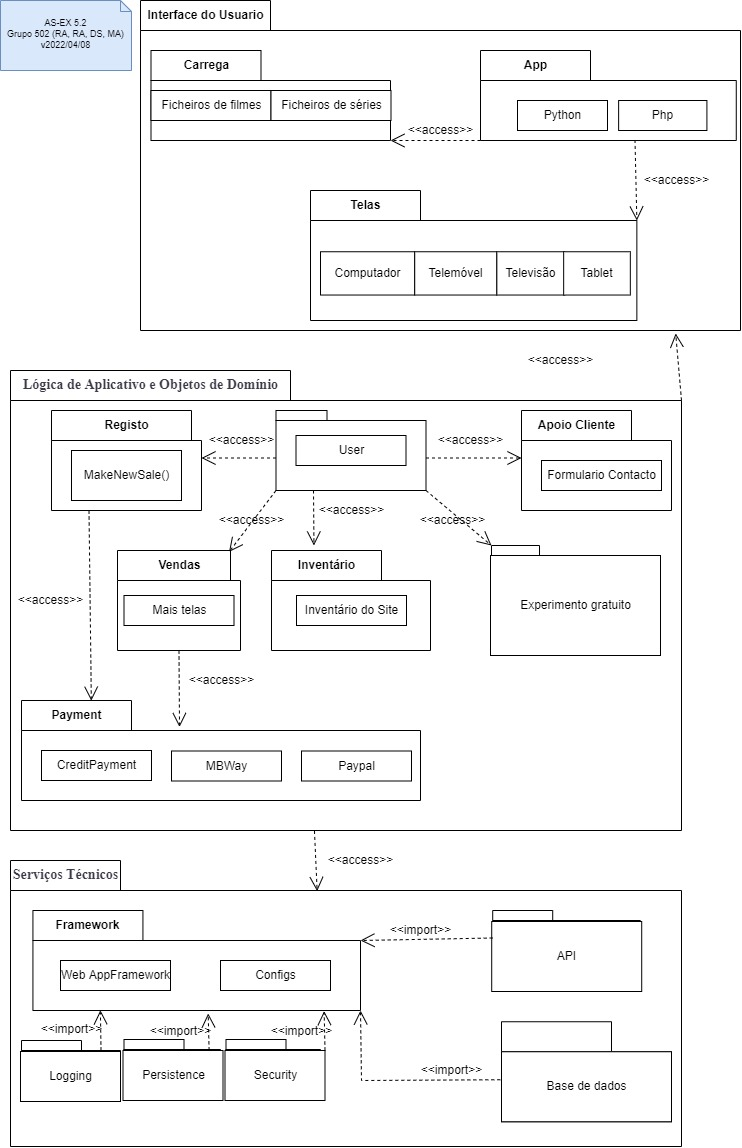 AS-EX 5.2
Grupo 502 (RA, RA, DS, MA)
v2022/04/08
Interface do Usuario
Carrega
Ficheiros de filmes
Ficheiros de séries
App
Python
Php
<<access>>
<<access>>
Telas
Computador
Telemóvel
Televisão
Tablet
<<access>>
Lógica de Aplicativo e Objetos de Domínio
Registo
MakeNewSale()
<<access>>
User
<<access>>
Apoio Cliente
Formulario Contacto
<<access>>
<<access>>
<<access>>
Vendas
Mais telas
Inventário
Inventário do Site
Experimento gratuito
<<access>>
<<access>>
Payment
CreditPayment
MBWay
Paypal
<<access>>
Serviços Técnicos
Framework
Web AppFramework
Configs
<<import>>
API
<<import>>
<<import>>
<<import>>
Logging
Persistence
Security
<<import>>
Base de dados